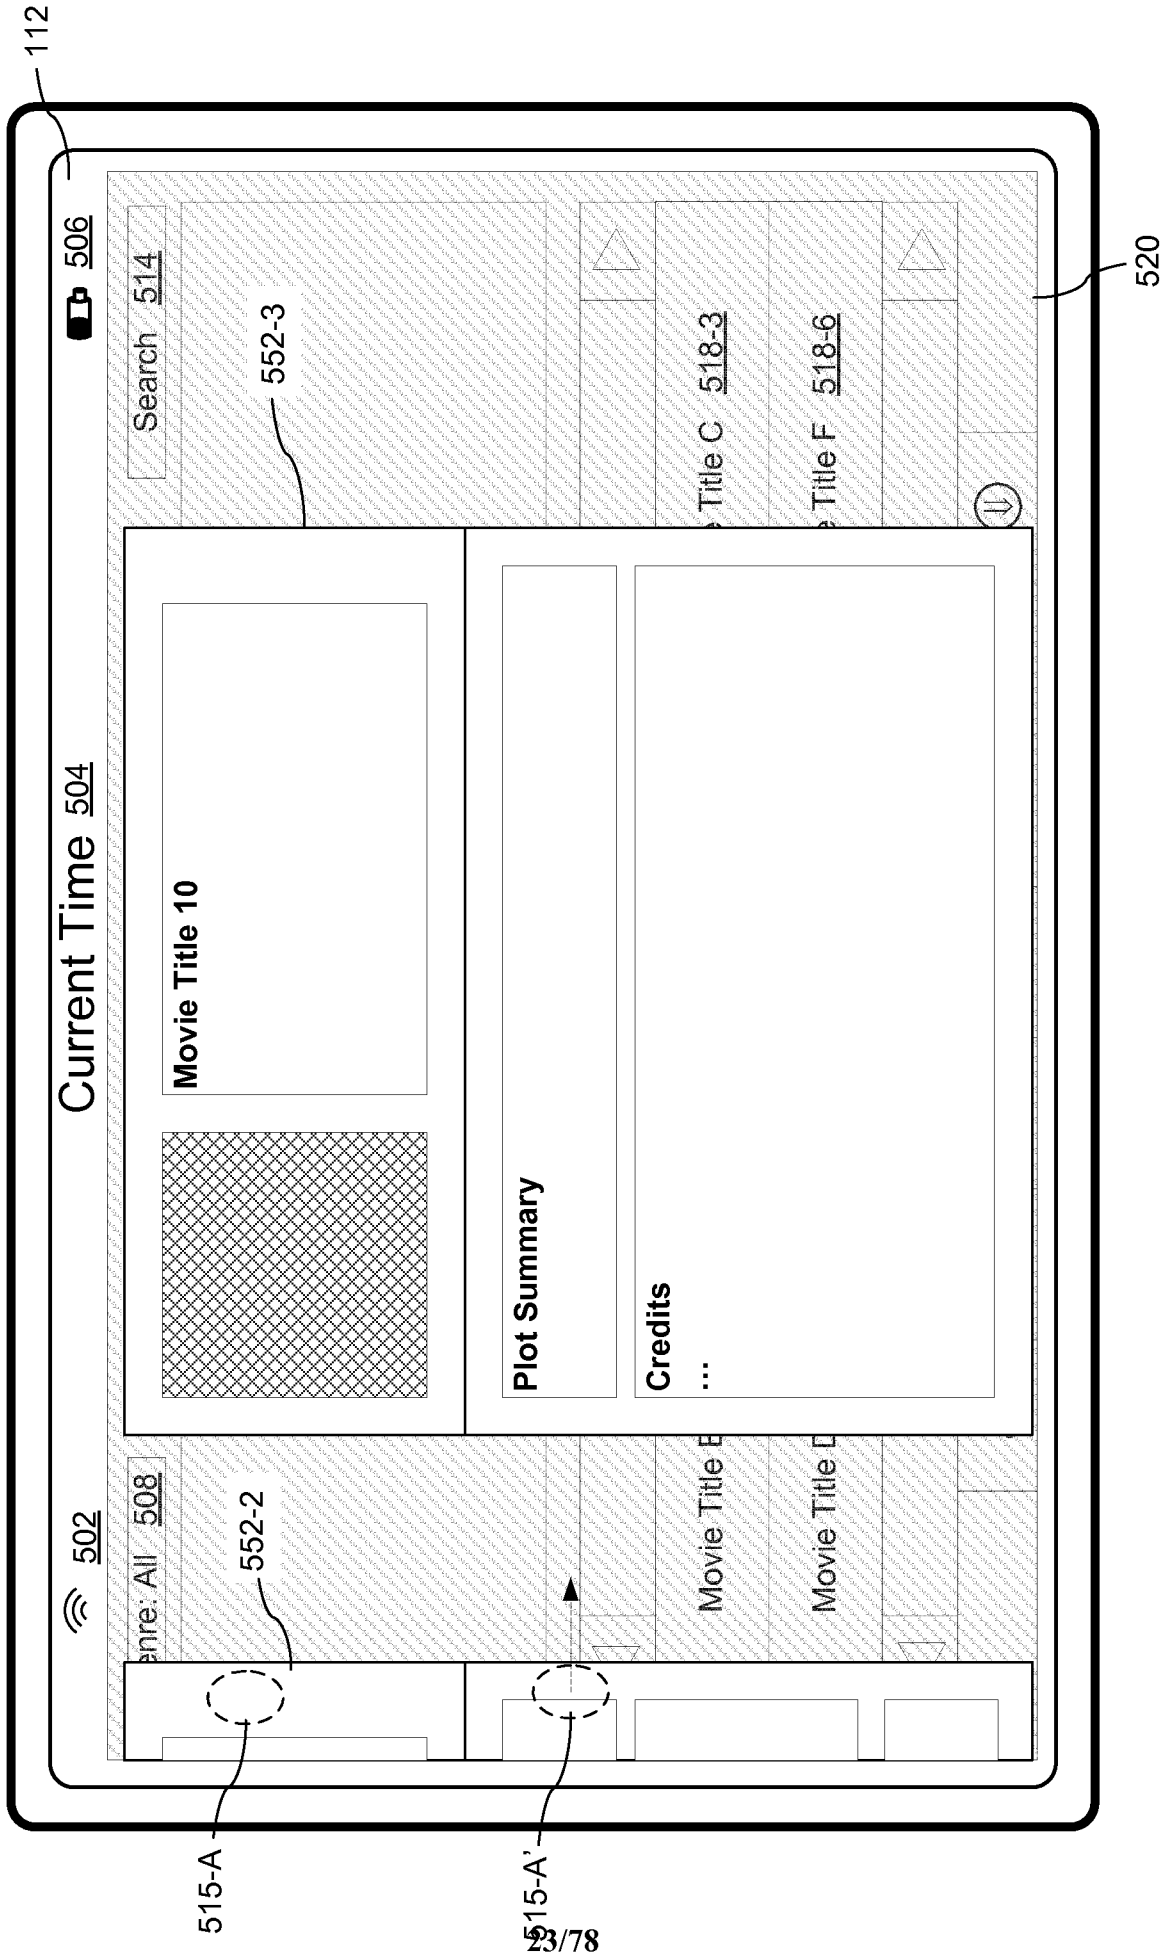 112
502
Current Time 504
506
enre: All 508
Search 514
552-2
552-3
Movie Title 10
515-A
Plot Summary
515-A’
Credits
...
Movie Title
e Title C 518-3
Movie Title
e Title F 518-6
520
23/78